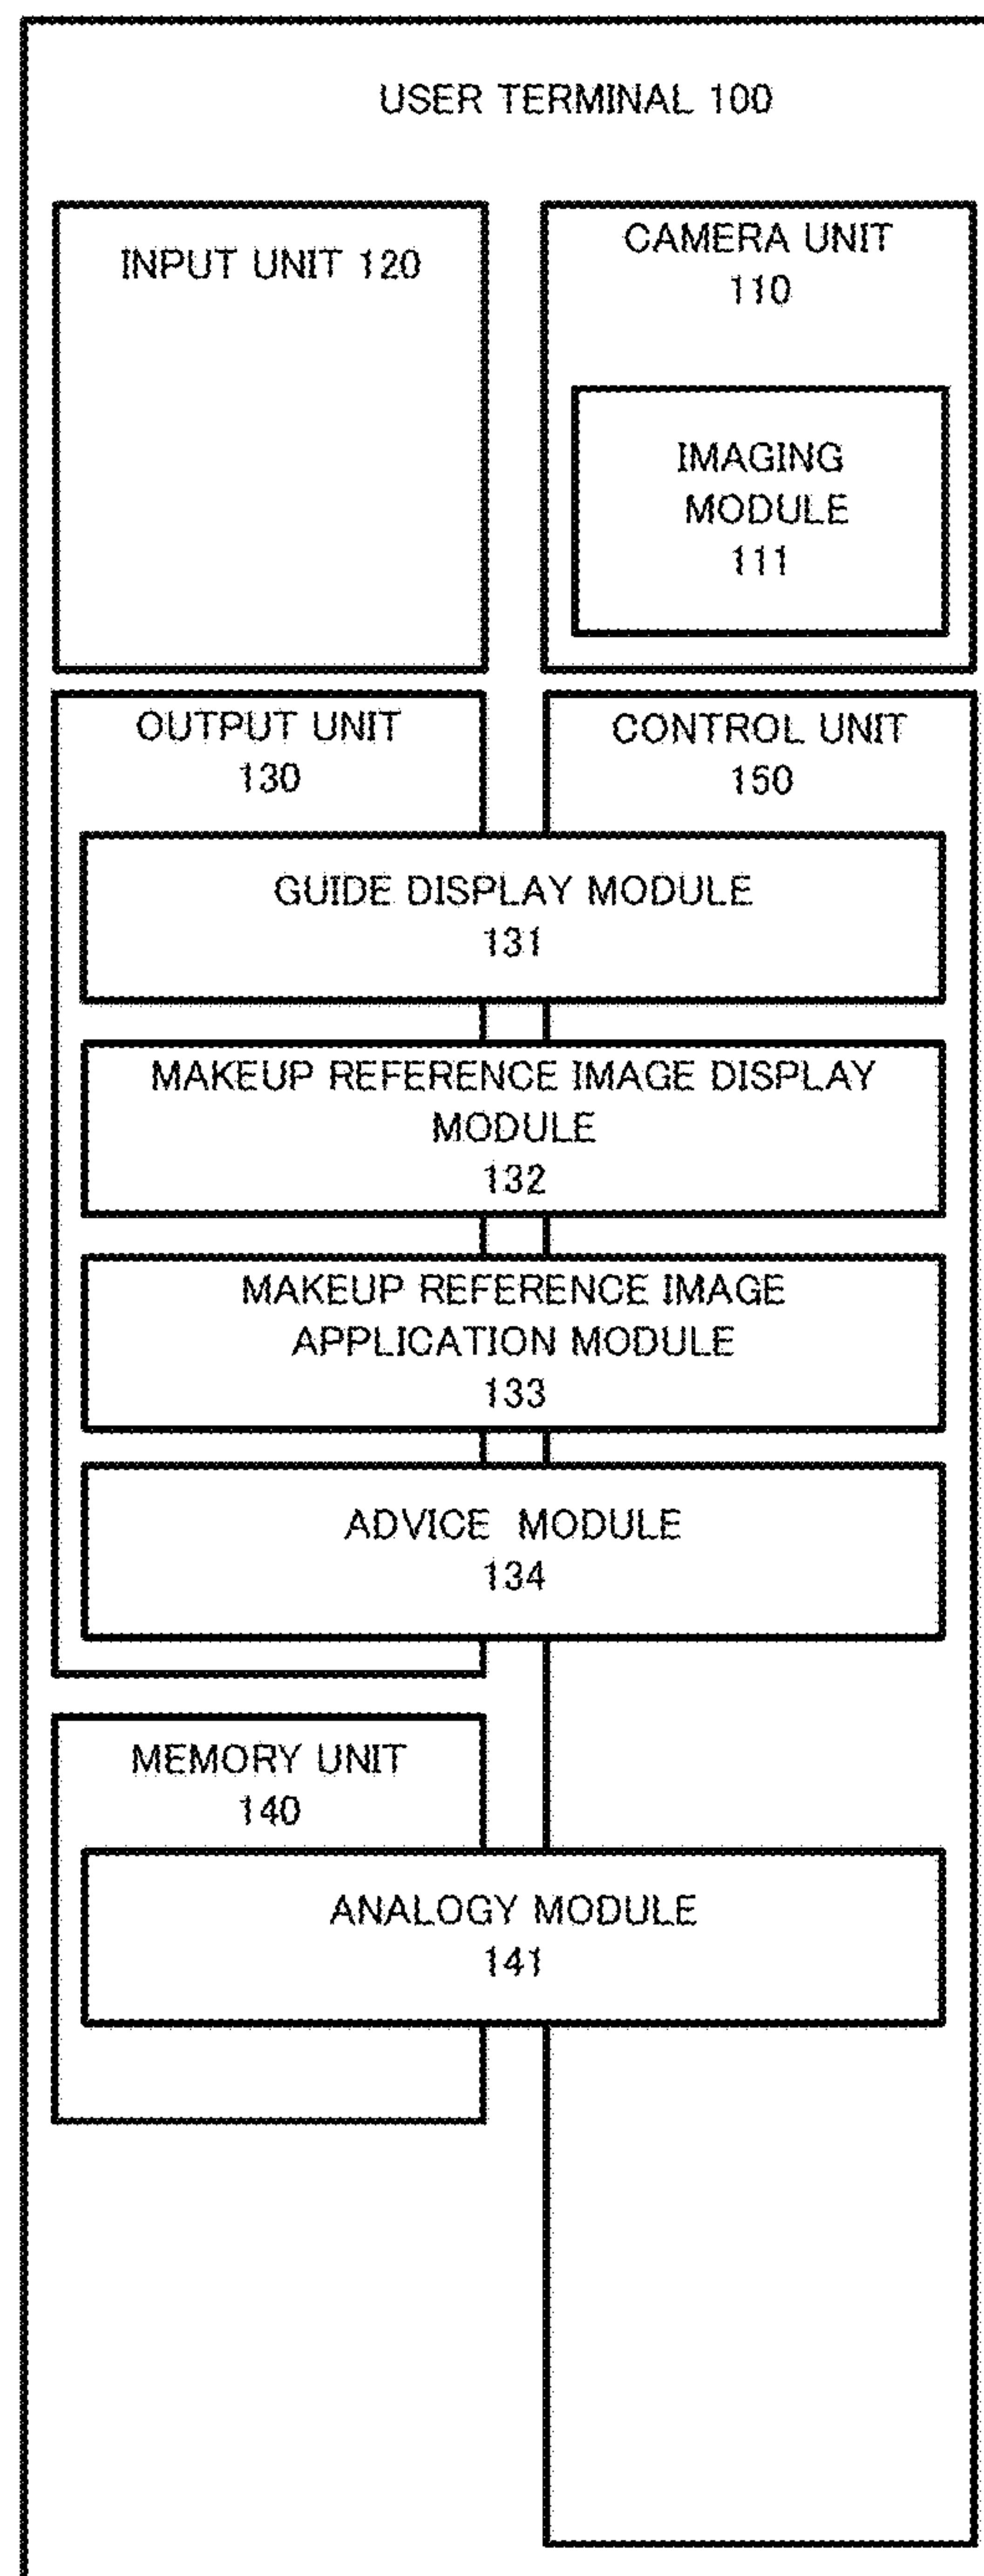 USER TERMINAL 100
INPUT UNIT 120
CAMERA UNIT
110
IMAGING
MODULE
111
OUTPUT UNIT
130
CONTROL UNIT
150
GUIDE DISPLAY MODULE
131
MAKEUP REFERENCE IMAGE DISPLAY
MODULE
132
MAKEUP REFERENCE IMAGE
APPLICATION MODULE
133
ADVICE MODULE
134
MEMORY UNIT
140
ANALOGY MODULE
141